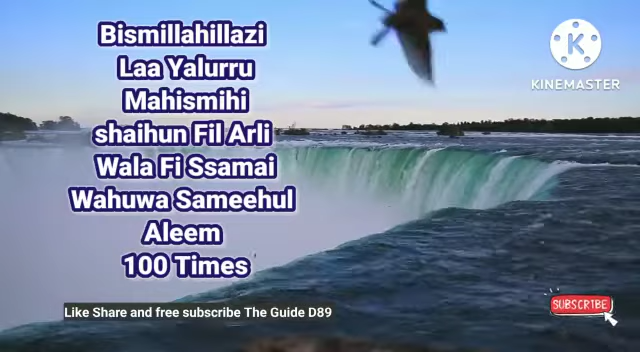 Bismillahillazi
Laa Yalurru
Mahismihi
shaihun Fil Arli
Wala Fi Ssamai
Wahuwa Sameehul
Aleem
100 Times
K
KINEMASTER
SUBSCRIBE
Like Share and free subscribe The Guide D89